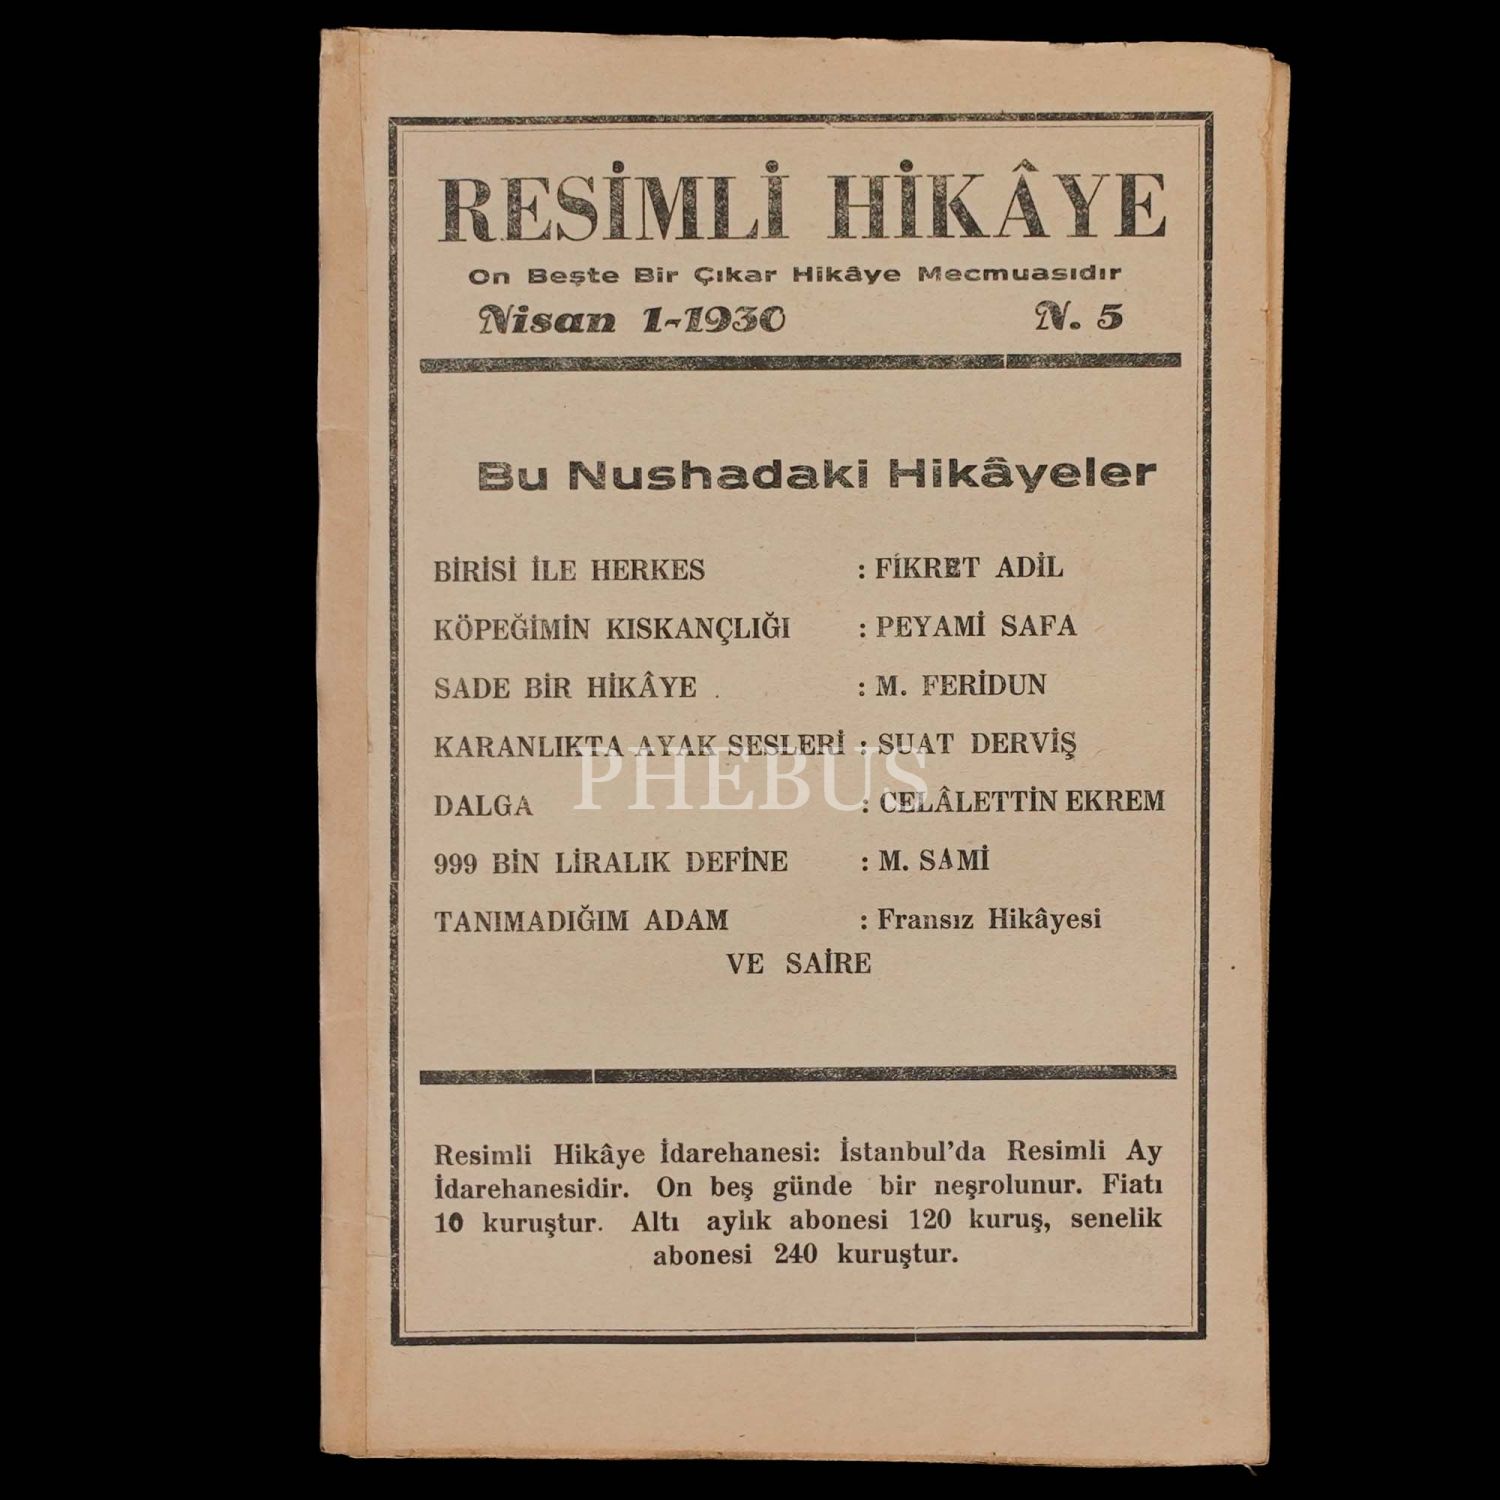 RESİMLİ HİKÂYE
On Beşte Bir Çıkar Hikâye Mecmuasıdır
Nisan 1-1930 N. 5
Bu Nushadaki Hikâyeler
BİRİSİ İLE HERKES : FİKRET ADİL
KÖPEĞİMİN KISKANÇLIĞI : PEYAMİ SAFA
SADE BİR HİKÂYE : M. FERİDUN
KARANLIKTA AYAK SESLERİ : SUAT DERVİŞ
PHEBUS
DALGA : CELÂLETTİN EKREM
999 BİN LİRALIK DEFİNE : M. SAMİ
TANIMADIĞIM ADAM : Fransız Hikâyesi
VE SAİRE
Resimli Hikâye İdarehanesi: İstanbul'da Resimli Ay
İdarehanesidir. On beş günde bir neşrolunur. Fiatı
10 kuruştur. Altı aylık abonesi 120 kuruş, senelik
abonesi 240 kuruştur.